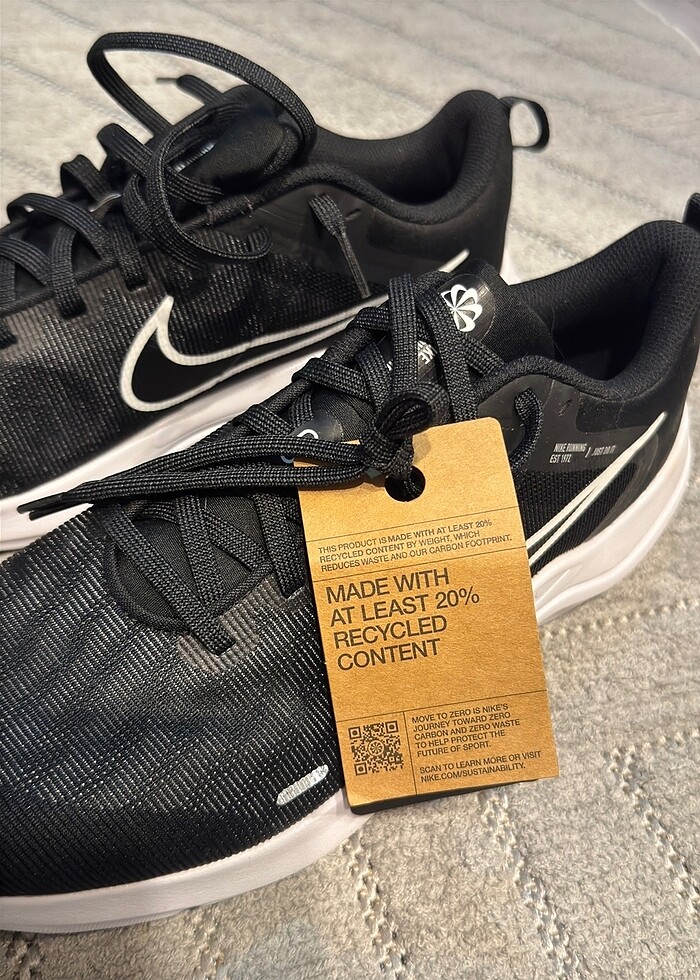 NIKE RUNNING | JUST DO IT
EST 1972
THIS PRODUCT IS MADE WITH AT LEAST 20%
RECYCLED CONTENT BY WEIGHT, WHICH
REDUCES WASTE AND OUR CARBON FOOTPRINT.
MADE WITH
AT LEAST 20%
RECYCLED
CONTENT
MOVE TO ZERO IS NIKE'S
JOURNEY TOWARD ZERO
CARBON AND ZERO WASTE
TO HELP PROTECT THE
FUTURE OF SPORT.
SCAN TO LEARN MORE OR VISIT
NIKE.COM/SUSTAINABILITY.